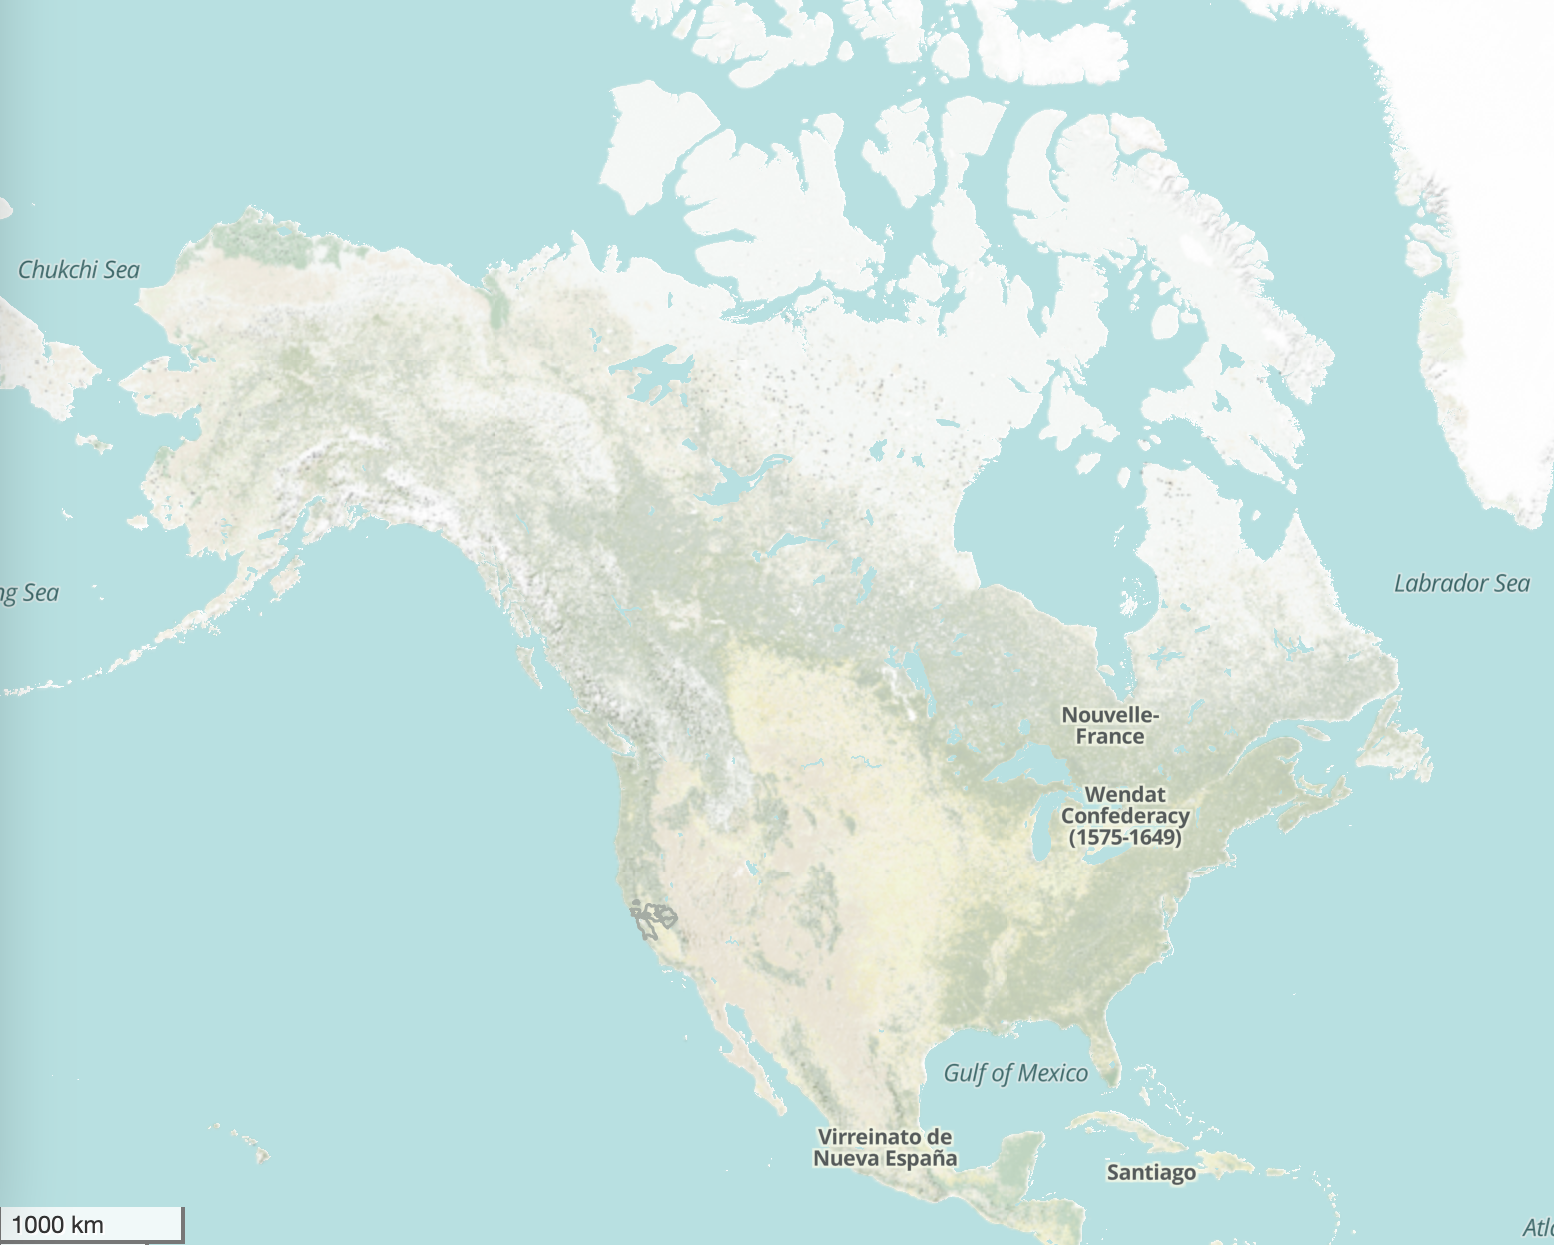 Chukchi Sea
ng Sea
Labrador Sea
Nouvelle-
France
Wendat
Confederacy
(1575-1649)
Gulf of Mexico
Virreinato de
Nueva España
Santiago
1000 km
Atl